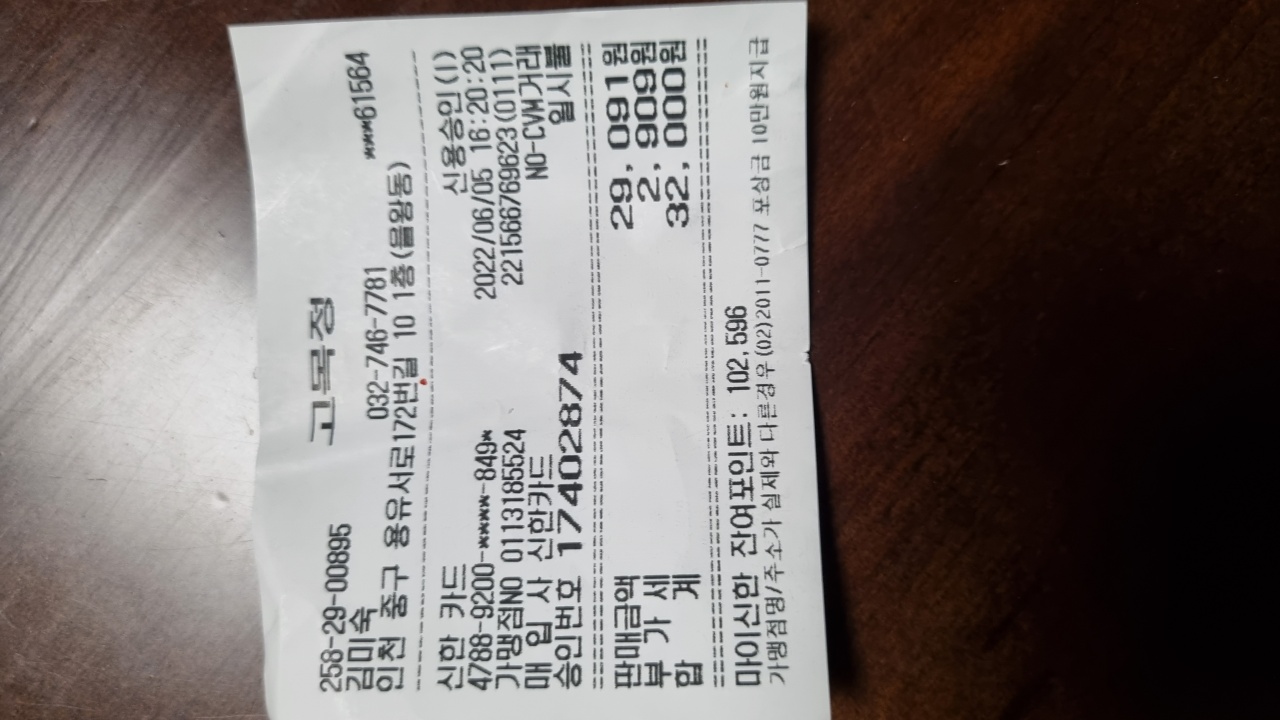 고목정
258-29-00895 ***61564
김미숙 032-746-7781
인천 중구 용유서로172번길 10 1층(을왕동)
신한 카드 신용승인(I)
4788-9200-****-849* 2022/06/05 16:20:20
가맹점NO 0113185524 221566769623(0111)
매 입 사 신한카드 NO-CVM거래
승인번호 17402874 일시불
판매금액 29,091원
부 가 세 2,909원
합 계 32,000원
마이신한 잔여포인트: 102,596
가맹점명/주소가 실제와 다른경우(02)2011-0777 포상금 10만원지급